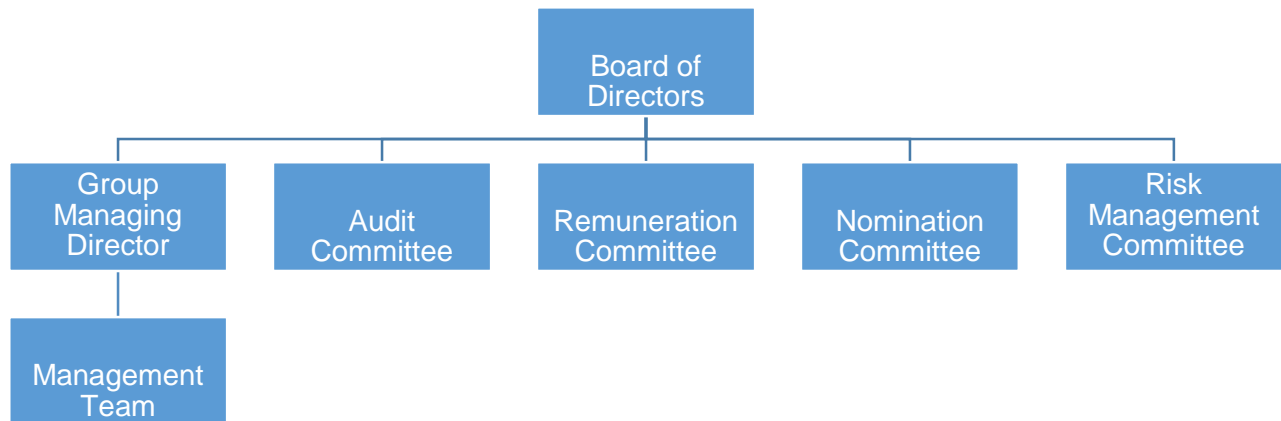 Board of
Directors
Group
Managing
Director
Audit
Committee
Remuneration
Committee
Nomination
Committee
Risk
Management
Committee
Management
Team